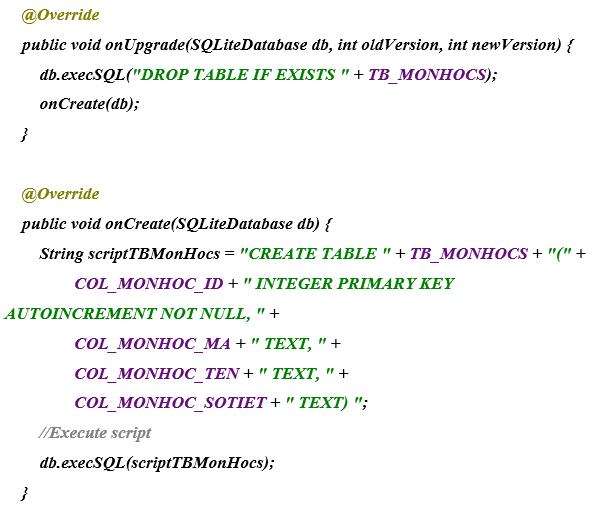 @Override
public void onUpgrade(SQLiteDatabase db, int oldVersion, int newVersion) {
db.execSQL("DROP TABLE IF EXISTS " + TB_MONHOCS);
onCreate(db);
}
@Override
public void onCreate(SQLiteDatabase db) {
String scriptTBMonHocs = "CREATE TABLE " + TB_MONHOCS + "(" +
COL_MONHOC_ID + " INTEGER PRIMARY KEY
AUTOINCREMENT NOT NULL, " +
COL_MONHOC_MA + " TEXT, " +
COL_MONHOC_TEN + " TEXT, " +
COL_MONHOC_SOTIET + " TEXT) ";
//Execute script
db.execSQL(scriptTBMonHocs);
}